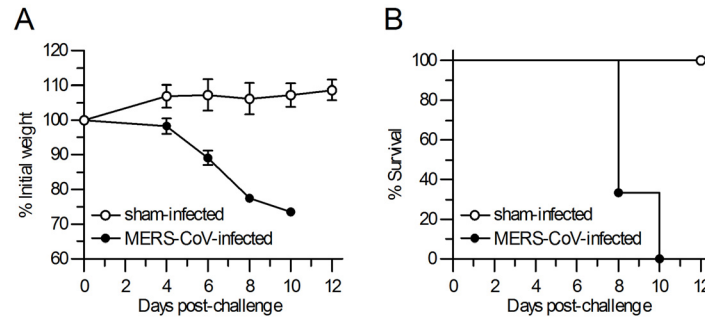 A
% Initial weight
120
110
100
90
80
70
60
sham-infected
MERS-CoV-infected
0 2 4 6 8 10 12
Days post-challenge
B
% Survival
100
80
60
40
20
0
sham-infected
MERS-CoV-infected
0 2 4 6 8 10 12
Days post-challenge